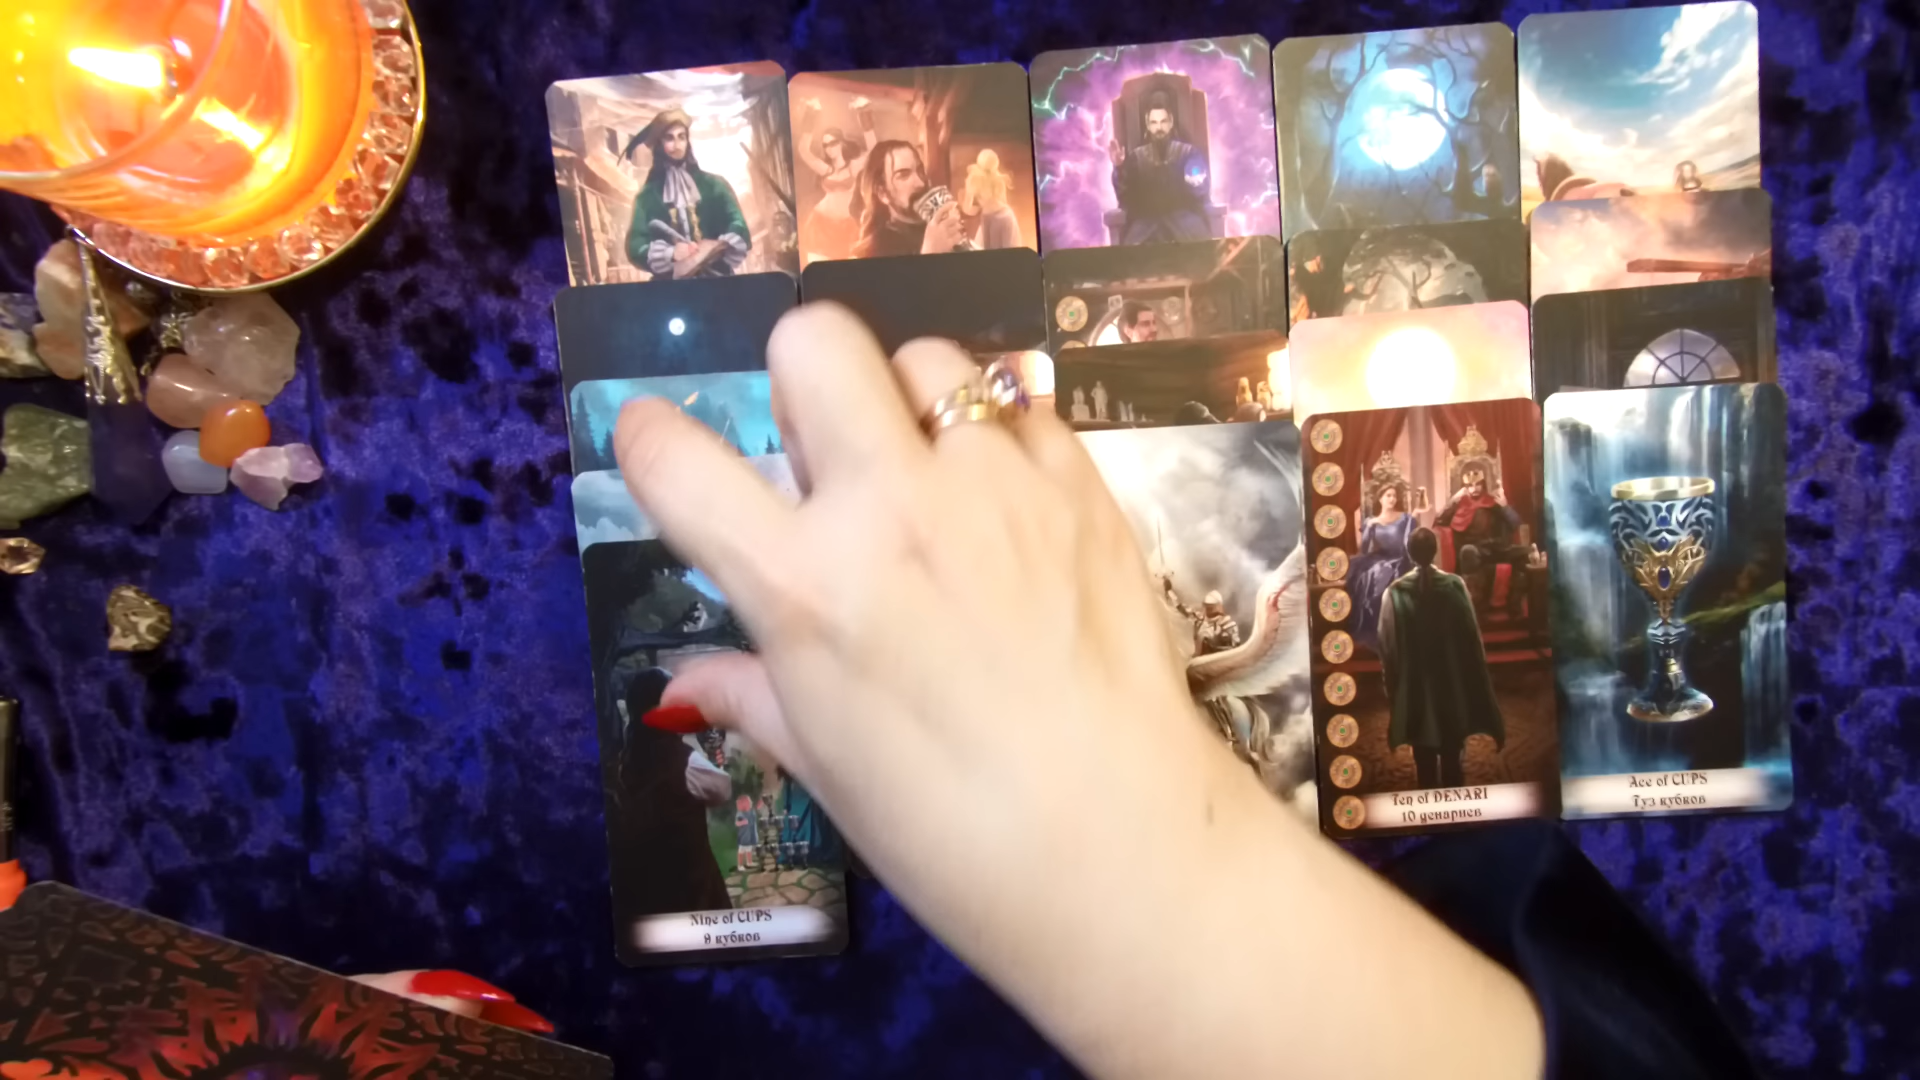 Ten of DENARI
10 денариев
Ace of CUPS
Туз кубков
Nine of CUPS
9 кубков